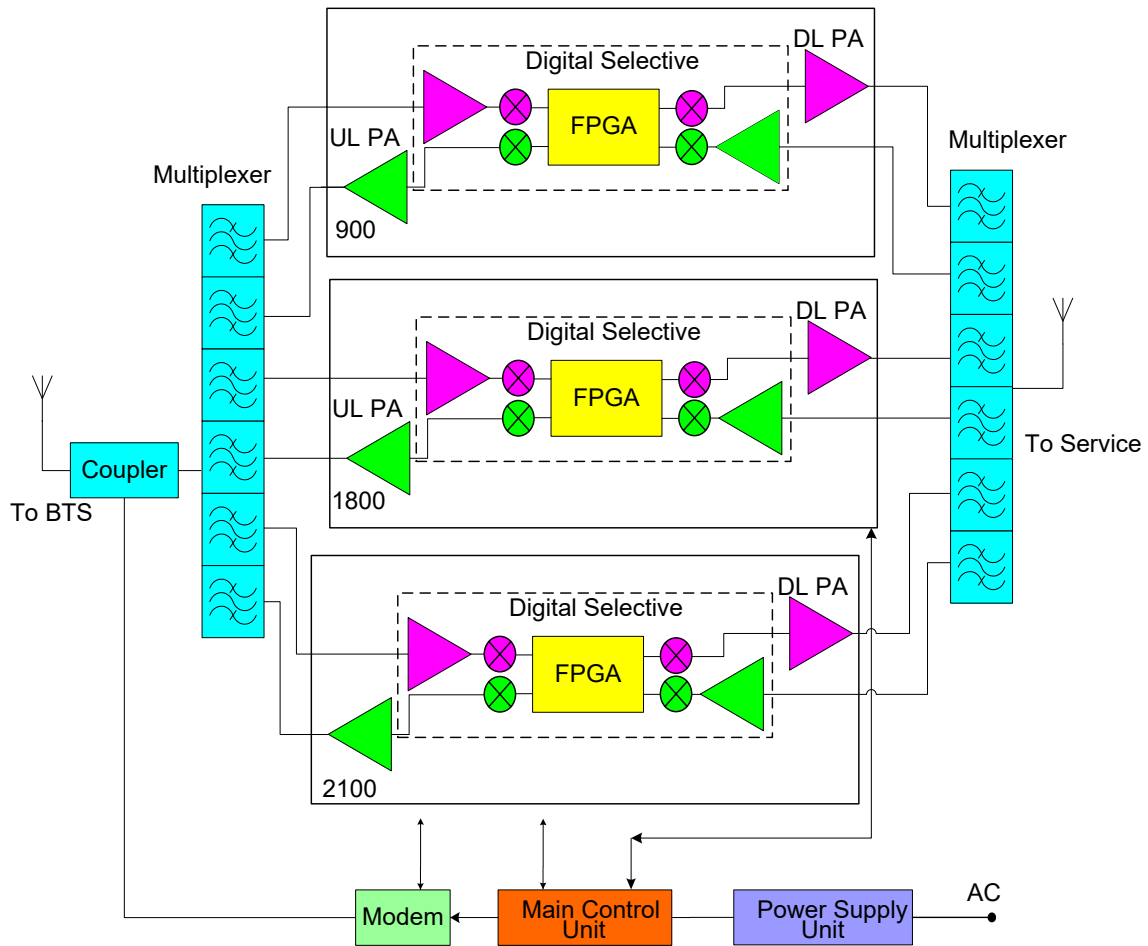 DL PA
Digital Selective
FPGA
UL PA
Multiplexer
Multiplexer
900
DL PA
Digital Selective
FPGA
UL PA
1800
Coupler
To BTS
To Service
DL PA
Digital Selective
FPGA
2100
Modem
Main Control
Unit
Power Supply
Unit
AC